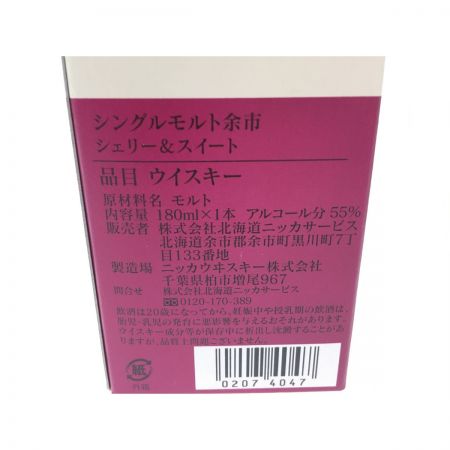 シングルモルト余市
シェリー＆スイート
品目 ウイスキー
原材料名 モルト
内容量 180ml×1本 アルコール分 55%
販売者 株式会社北海道ニッカサービス
北海道余市郡余市町黒川町7丁
目133番地
製造場 ニッカウヰスキー株式会社
千葉県柏市増尾967
問合せ 株式会社北海道ニッカサービス
0120-170-389
飲酒は20歳になってから。妊娠中や授乳期の飲酒は、
胎児・乳児の発育に悪影響を与えるおそれがあります。
ウイスキー成分等が保存中に析出し沈澱することがあ
りますが、品質上問題ございません。
紙
外箱
0207 4047